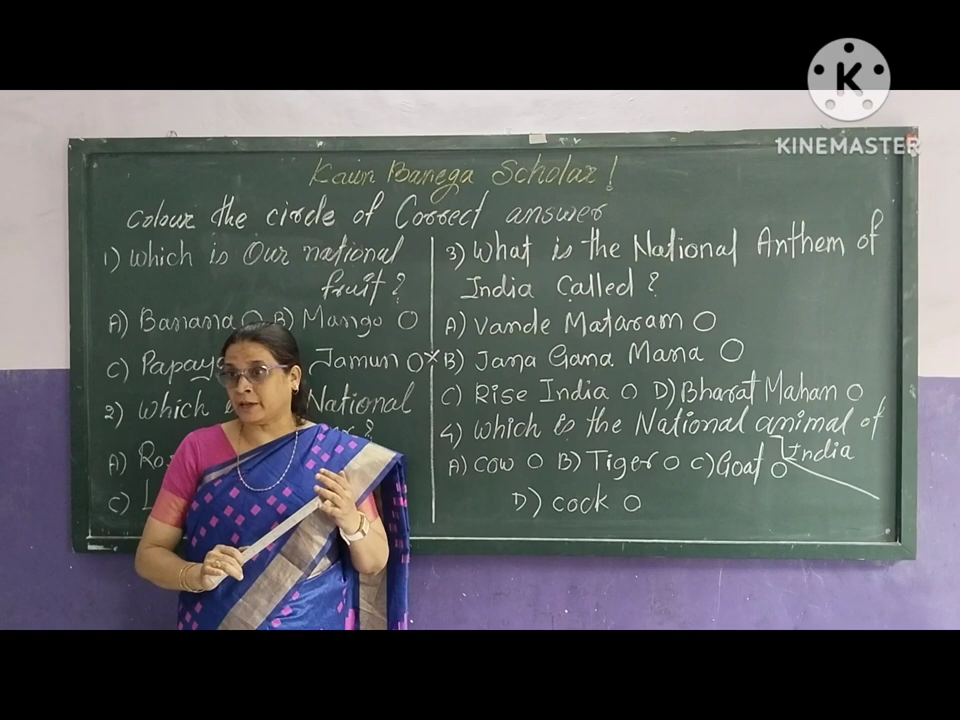 K
KINEMASTER
Kaun Banega Scholar!
Colour the circle of Correct answer
1) Which is Our national
fruit?
A) Banana B) Mango
C) Papaya Jamun
2) Which National
?
A)
C) L
3) What is the National Anthem of
India Called?
A) Vande Mataram
B) Jana Gana Mana
C) Rise India D) Bharat Maham
4) Which is the National animal of
India
A) Cow B) Tiger C) Goat
D) Cock